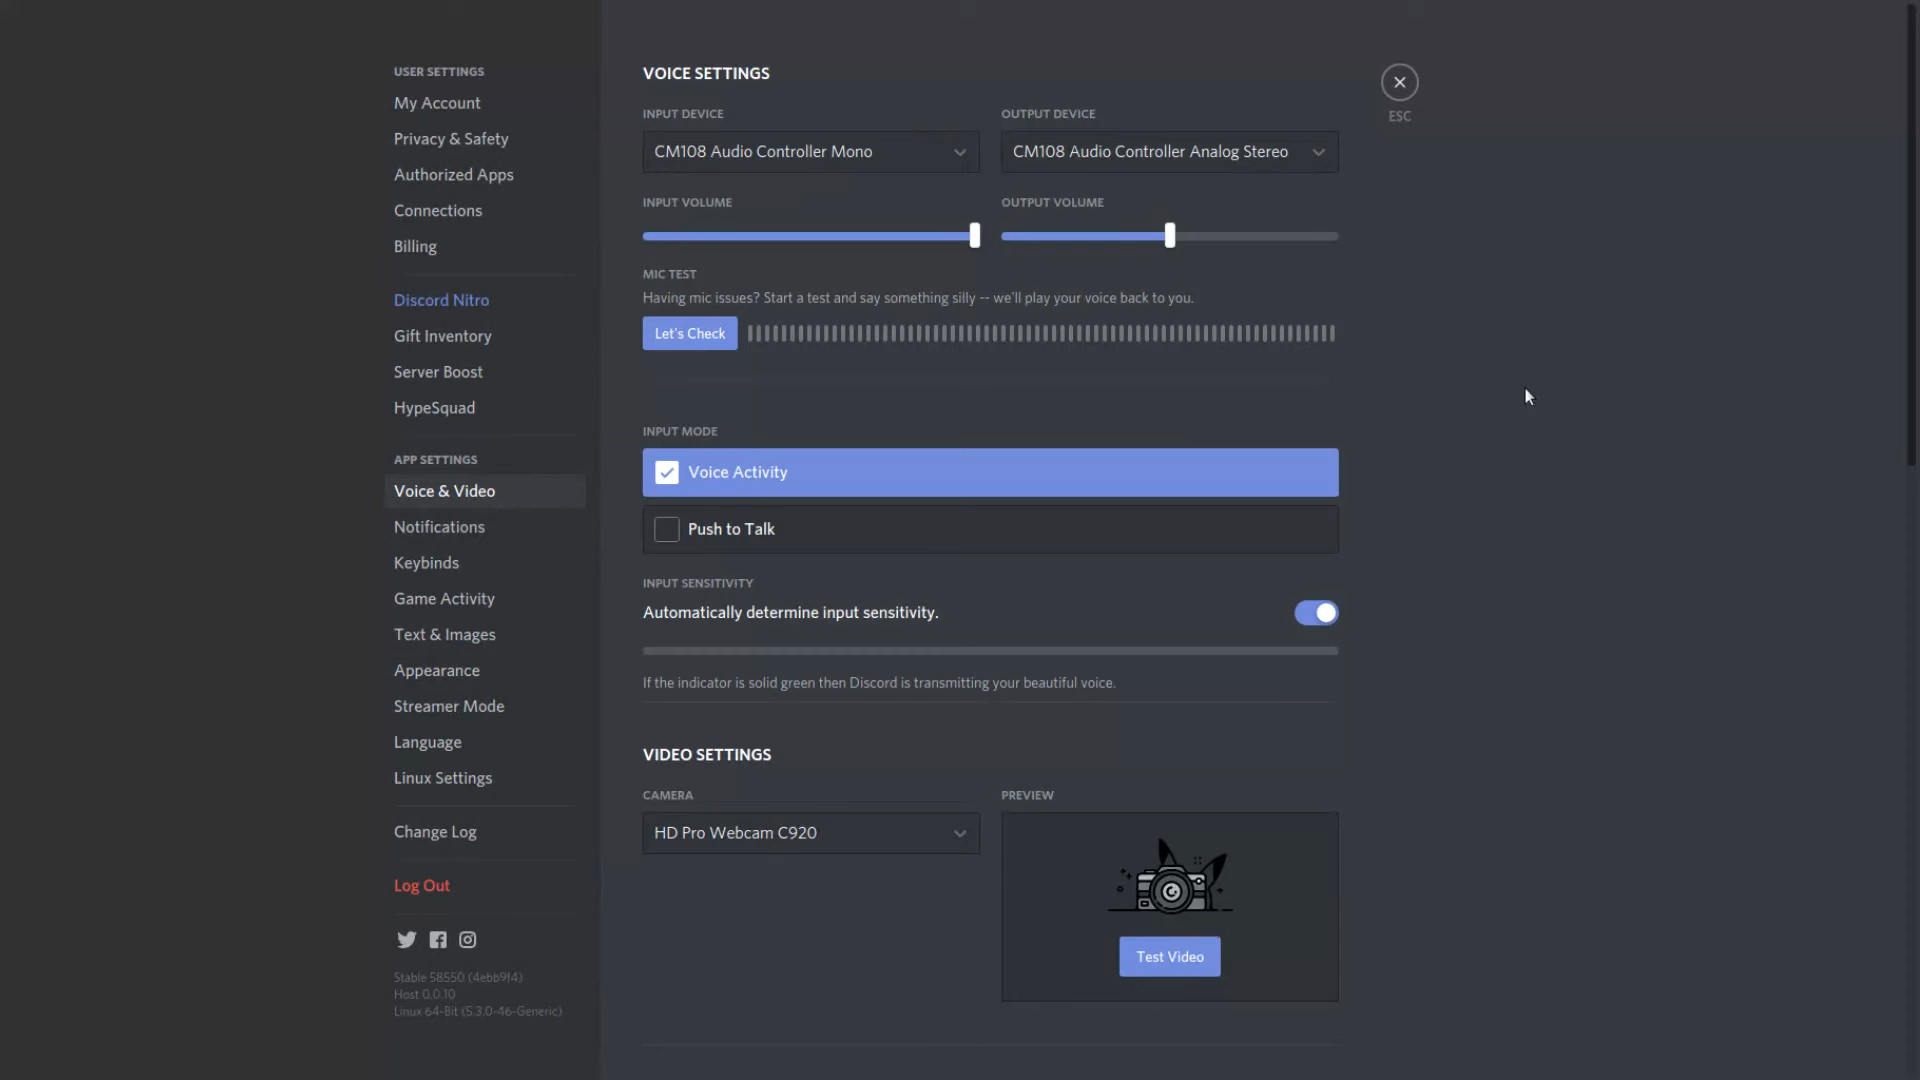 USER SETTINGS
My Account
Privacy & Safety
Authorized Apps
Connections
Billing
Discord Nitro
Gift Inventory
Server Boost
HypeSquad
APP SETTINGS
Voice & Video
Notifications
Keybinds
Game Activity
Text & Images
Appearance
Streamer Mode
Language
Linux Settings
Change Log
Log Out
Stable 58550 (4ebb9f4)
Host 0.0.10
Linux 64-Bit (5.3.0-46-Generic)
VOICE SETTINGS
INPUT DEVICE
CM108 Audio Controller Mono
OUTPUT DEVICE
CM108 Audio Controller Analog Stereo
INPUT VOLUME
OUTPUT VOLUME
MIC TEST
Having mic issues? Start a test and say something silly -- we'll play your voice back to you.
Let's Check
INPUT MODE
Voice Activity
Push to Talk
INPUT SENSITIVITY
Automatically determine input sensitivity.
If the indicator is solid green then Discord is transmitting your beautiful voice.
VIDEO SETTINGS
CAMERA
HD Pro Webcam C920
PREVIEW
Test Video
ESC